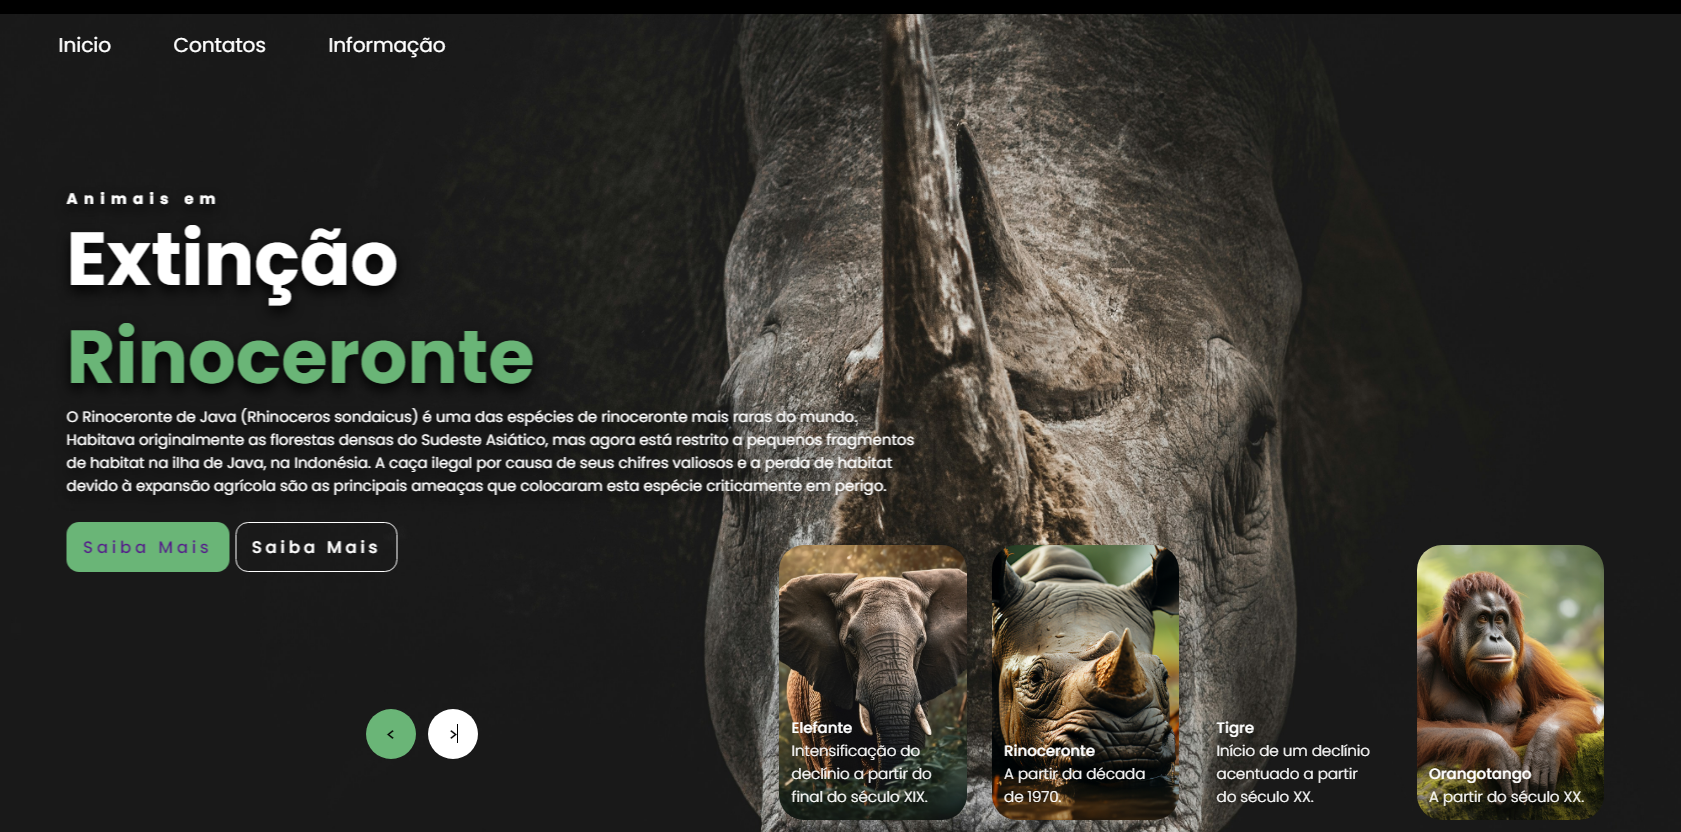 Inicio Contatos Informação
Animais em
Extinção
Rinoceronte
O Rinoceronte de Java (Rhinoceros sondaicus) é uma das espécies de rinoceronte mais raras do mundo.
Habitava originalmente as florestas densas do Sudeste Asiático, mas agora está restrito a pequenos fragmentos
de habitat na ilha de Java, na Indonésia. A caça ilegal por causa de seus chifres valiosos e a perda de habitat
devido à expansão agrícola são as principais ameaças que colocaram esta espécie criticamente em perigo.
Saiba Mais Saiba Mais
< >
Elefante
Intensificação do
declínio a partir do
final do século XIX.
Rinoceronte
A partir da década
de 1970.
Tigre
Início de um declínio
acentuado a partir
do século XX.
Orangotango
A partir do século XX.